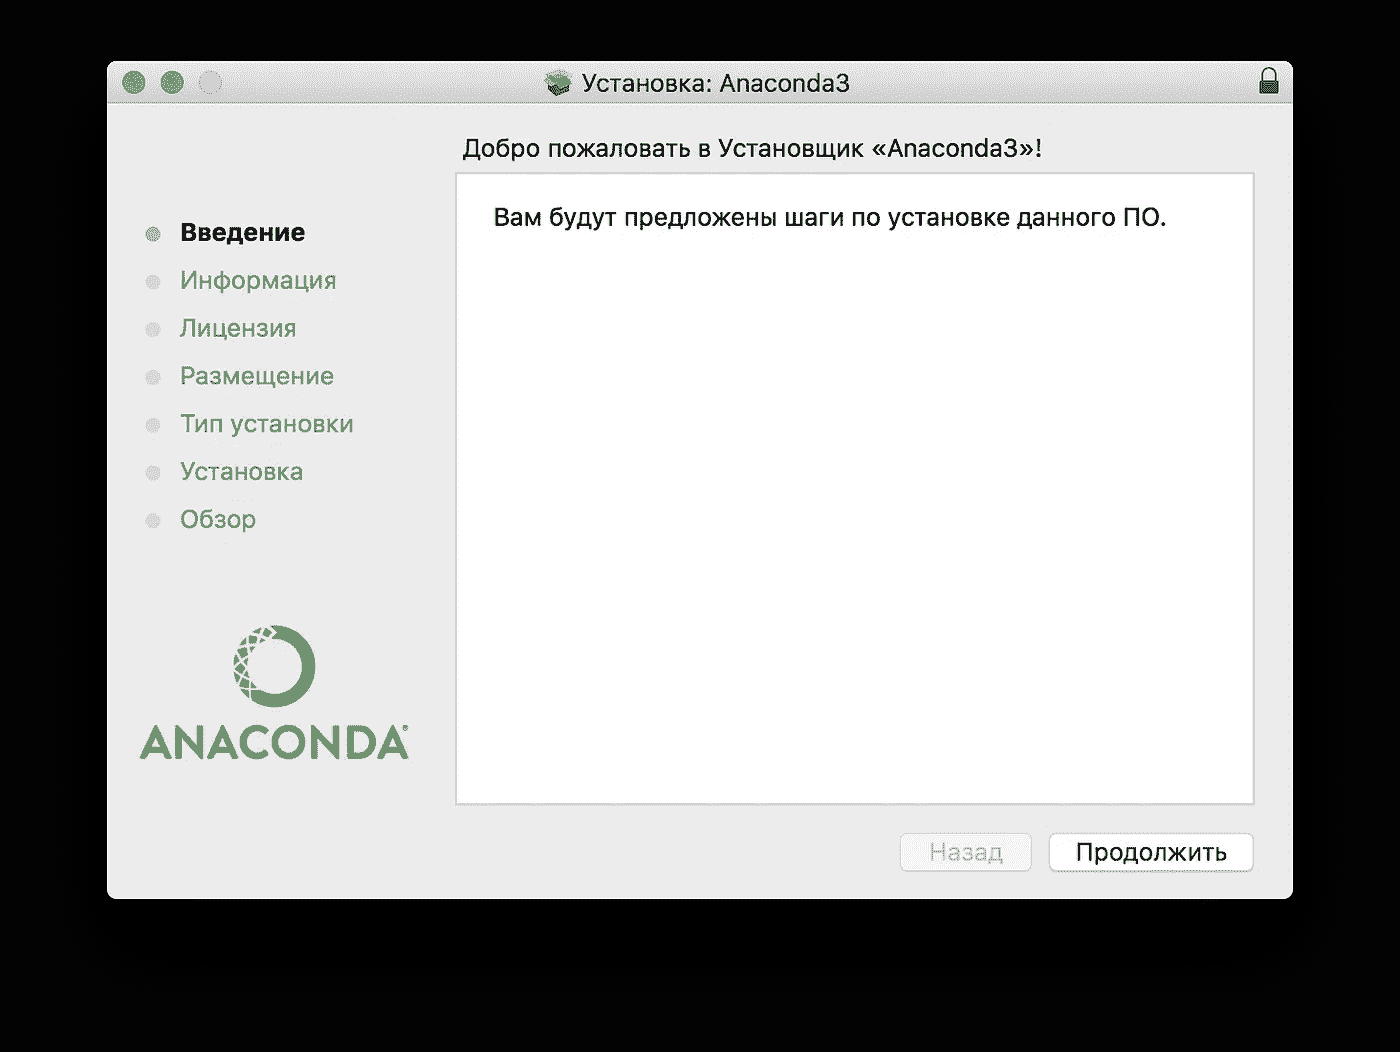 Установка: Anaconda3
Добро пожаловать в Установщик «Anaconda3»!
Вам будут предложены шаги по установке данного ПО.
Введение
Информация
Лицензия
Размещение
Тип установки
Установка
Обзор
ANACONDA®
Назад
Продолжить